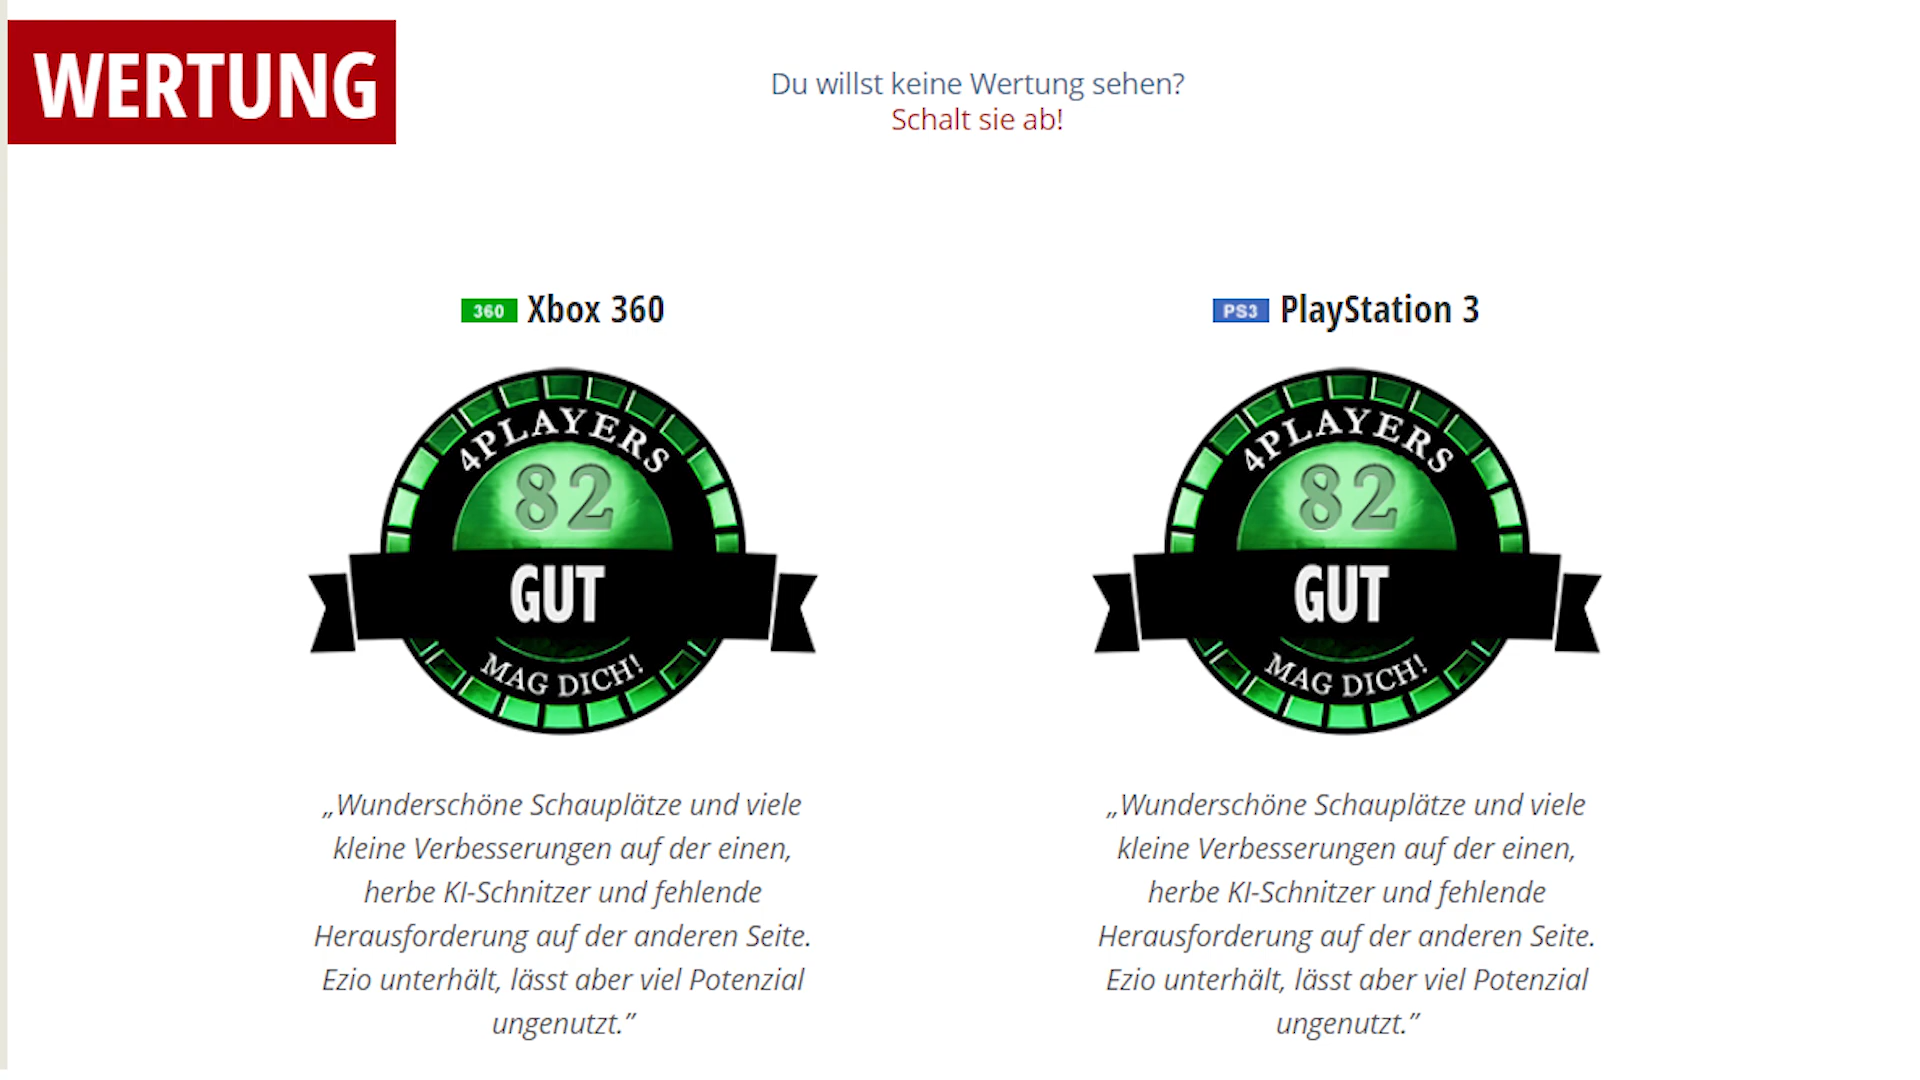 WERTUNG
Du willst keine Wertung sehen?
Schalt sie ab!
360 Xbox 360
4PLAYERS
82
GUT
MAG DICH!
„Wunderschöne Schauplätze und viele
kleine Verbesserungen auf der einen,
herbe KI-Schnitzer und fehlende
Herausforderung auf der anderen Seite.
Ezio unterhält, lässt aber viel Potenzial
ungenutzt.”
PS3 PlayStation 3
4PLAYERS
82
GUT
MAG DICH!
„Wunderschöne Schauplätze und viele
kleine Verbesserungen auf der einen,
herbe KI-Schnitzer und fehlende
Herausforderung auf der anderen Seite.
Ezio unterhält, lässt aber viel Potenzial
ungenutzt.”